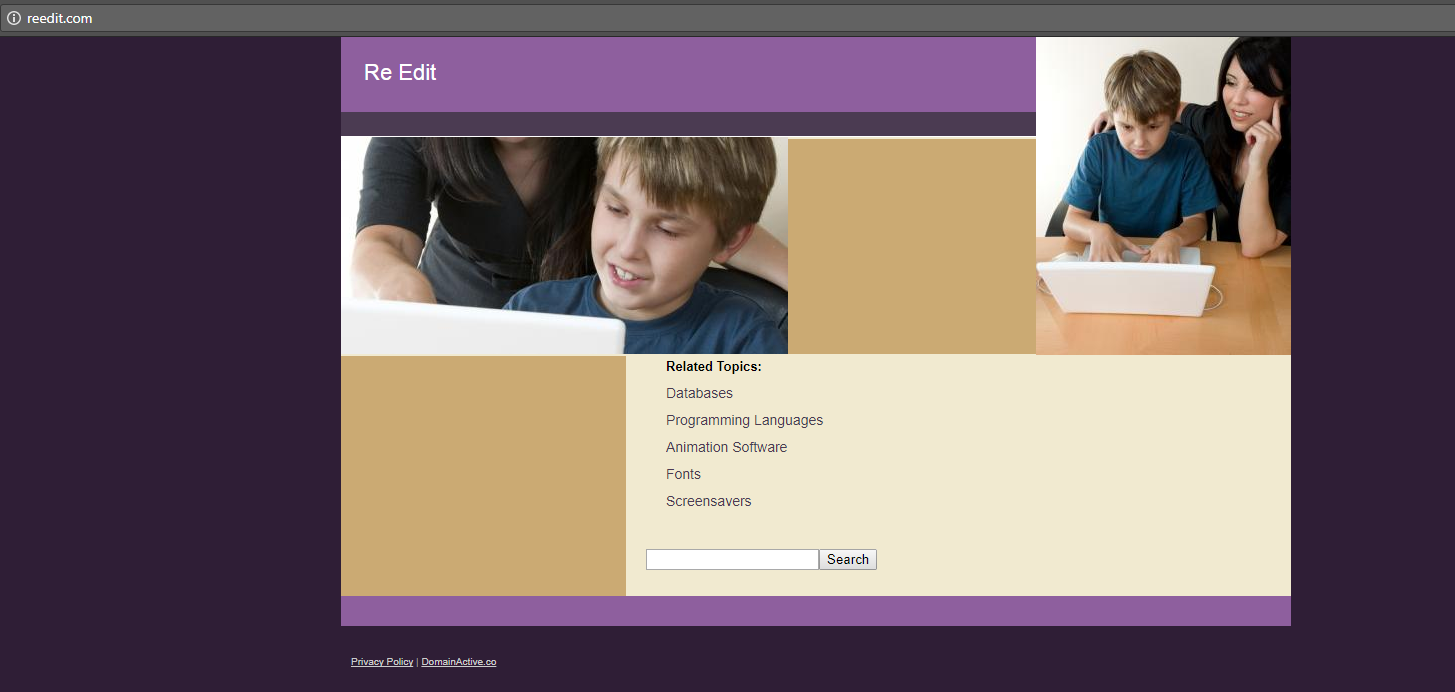 reedit.com
Re Edit
Related Topics:
Databases
Programming Languages
Animation Software
Fonts
Screensavers
Search
Privacy Policy | DomainActive.co